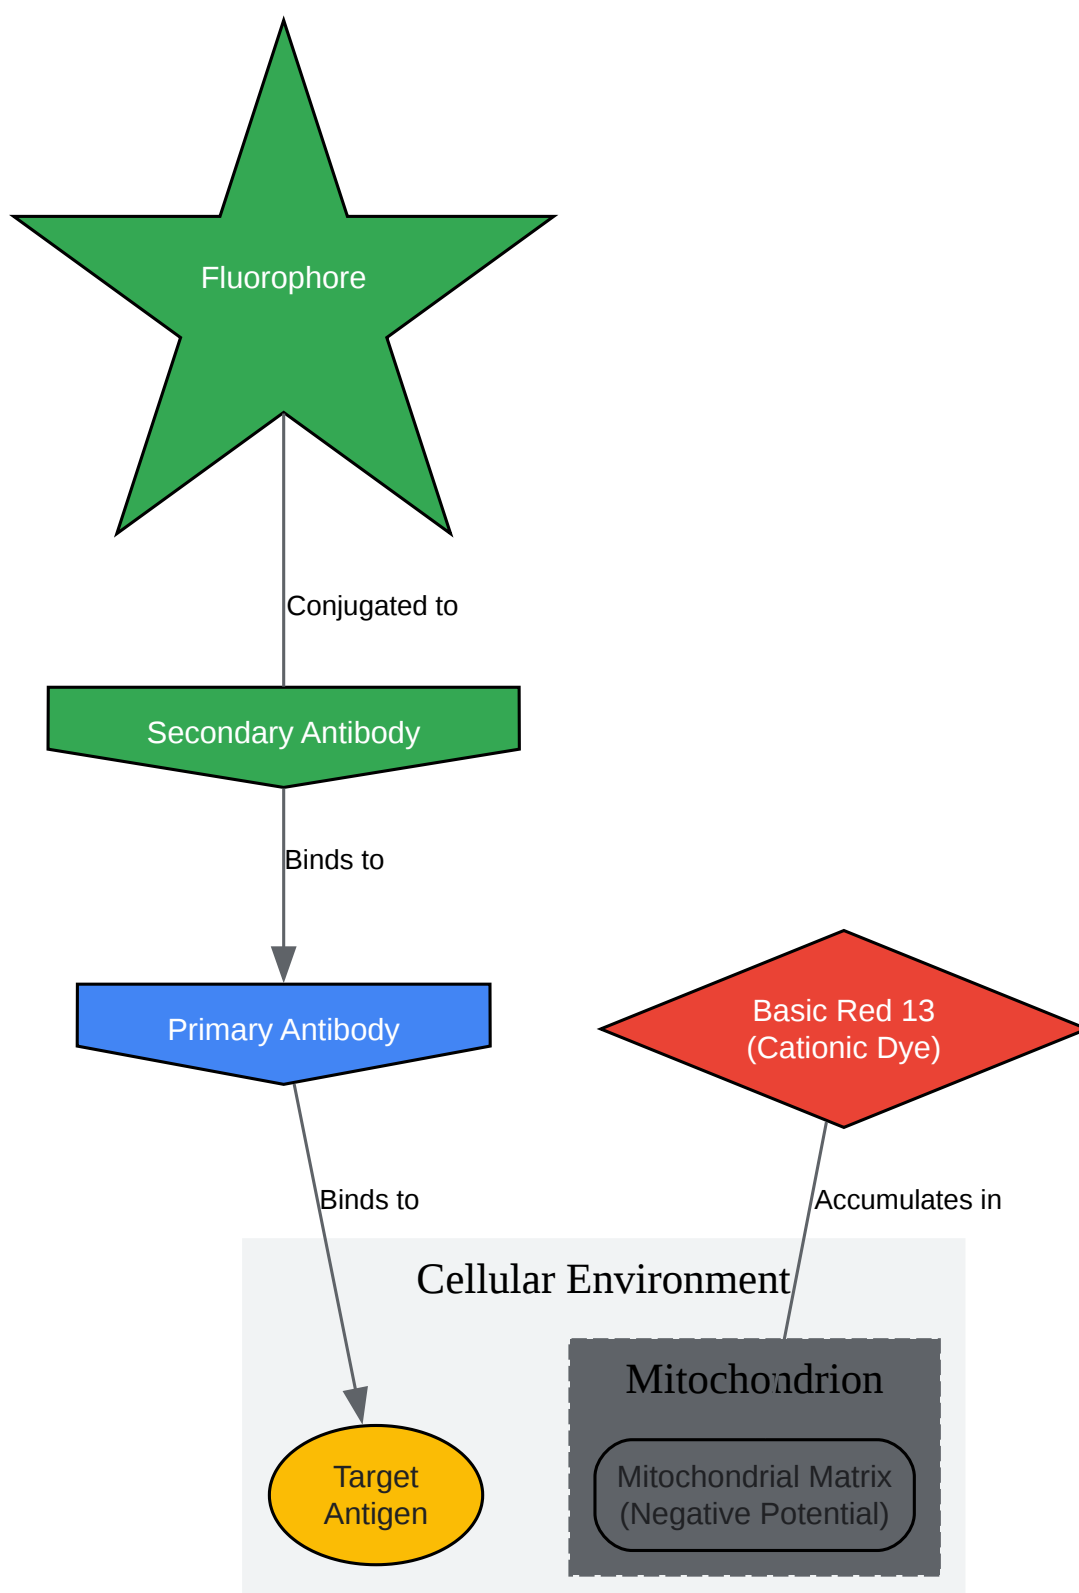 Fluorophore
Conjugated to
Secondary Antibody
Binds to
Primary Antibody
Basic Red 13
(Cationic Dye)
Binds to
Accumulates in
Cellular Environment
Mitochondrion
Target
Antigen
Mitochondrial Matrix
(Negative Potential)